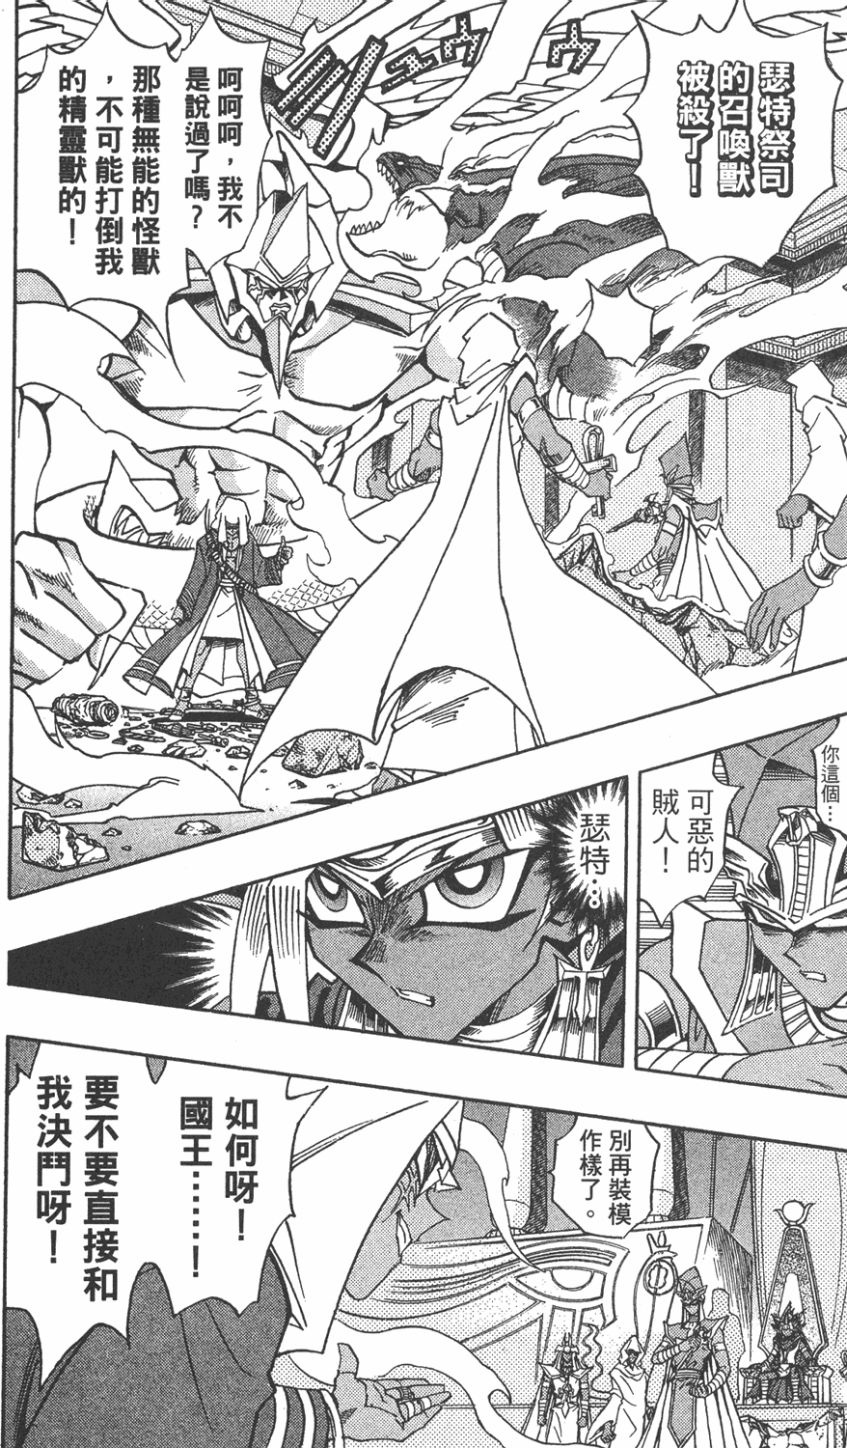 瑟特祭司
的召喚獸
被殺了！
ュウウ
呵呵呵，我不
是說過了嗎？
那種無能的怪獸
，不可能打倒我
的精靈獸的！
你這個…
可惡的
賊人！
瑟特…
別再裝模
作樣了。
如何呀！
國王……！
要不要直接和
我決鬥呀！